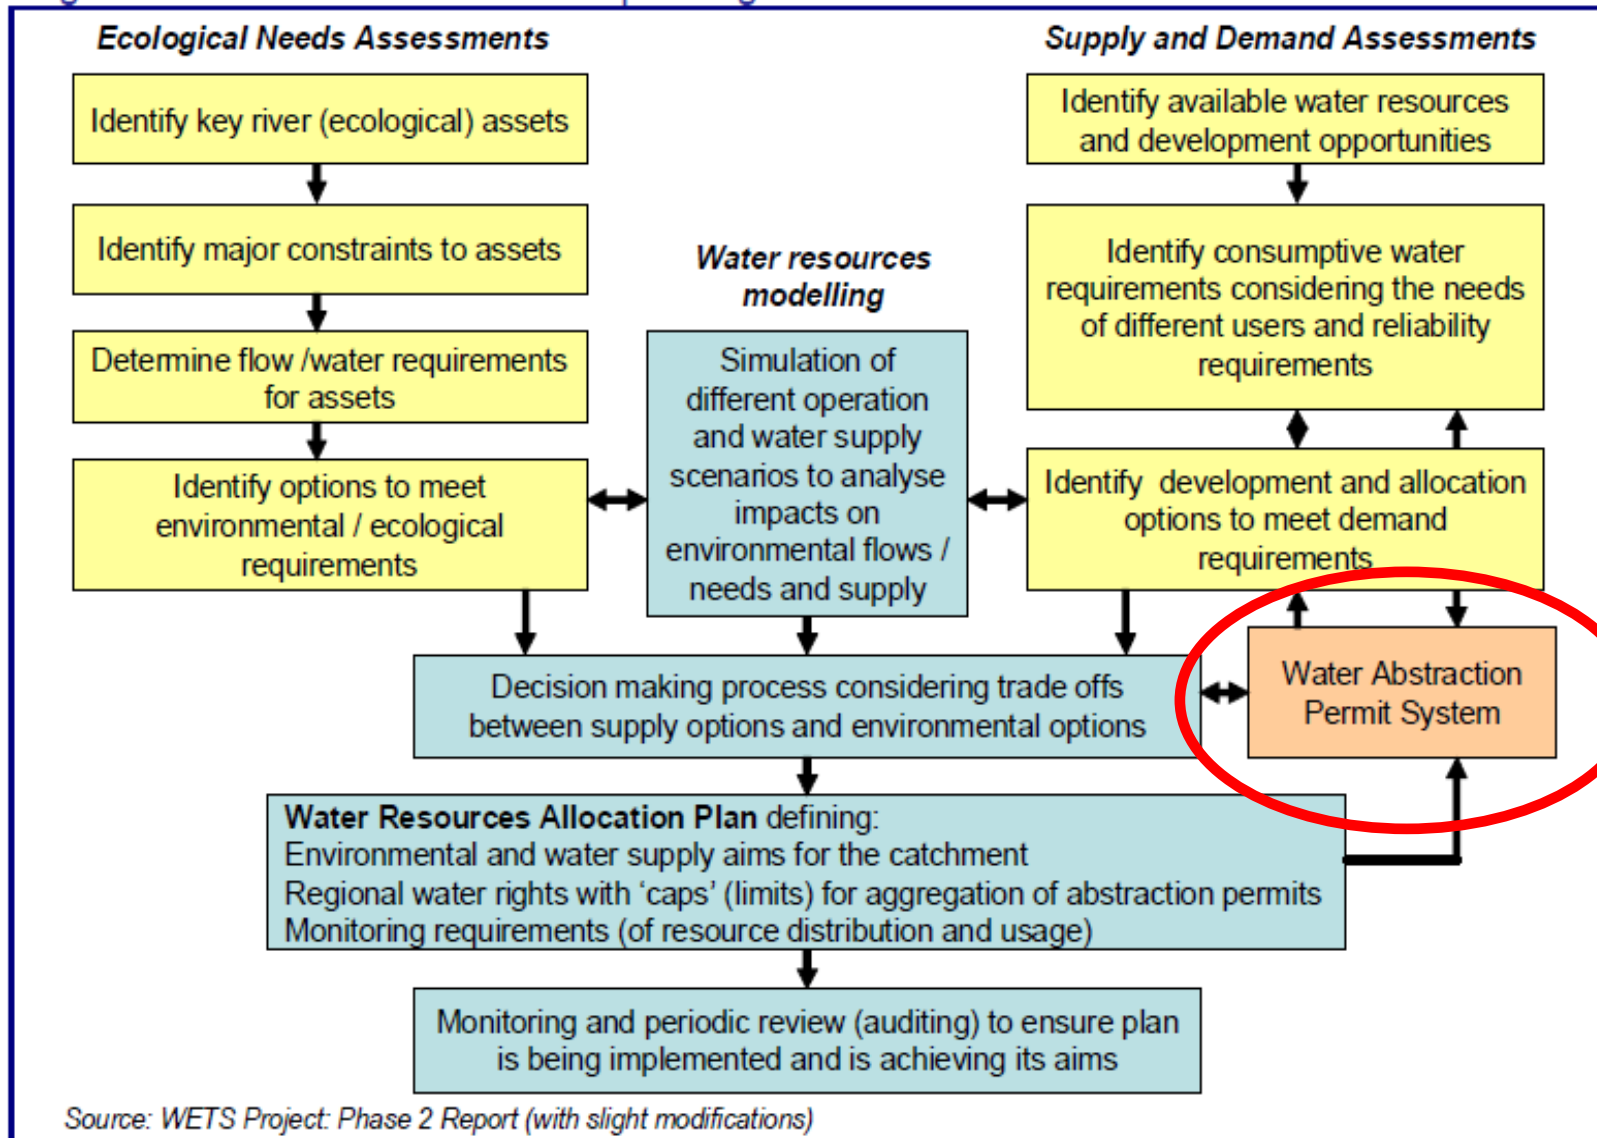 Ecological Needs Assessments
Identify key river (ecological) assets
Identify major constraints to assets
Determine flow /water requirements
for assets
Identify options to meet
environmental / ecological
requirements
Water resources
modelling
Simulation of
different operation
and water supply
scenarios to analyse
impacts on
environmental flows /
needs and supply
Supply and Demand Assessments
Identify available water resources
and development opportunities
Identify consumptive water
requirements considering the needs
of different users and reliability
requirements
Identify development and allocation
options to meet demand
requirements
Decision making process considering trade offs
between supply options and environmental options
Water Abstraction
Permit System
Water Resources Allocation Plan defining:
Environmental and water supply aims for the catchment
Regional water rights with ‘caps’ (limits) for aggregation of abstraction permits
Monitoring requirements (of resource distribution and usage)
Monitoring and periodic review (auditing) to ensure plan
is being implemented and is achieving its aims
Source: WETS Project: Phase 2 Report (with slight modifications)